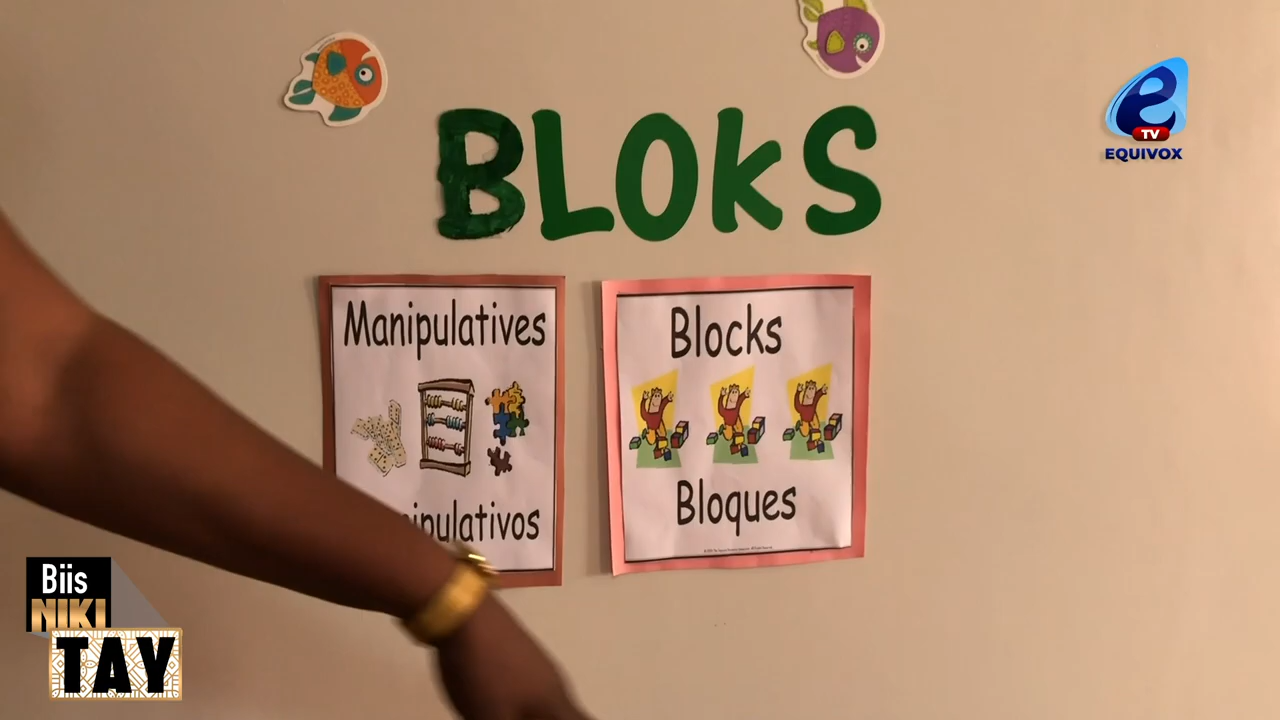 BLOKS
TV
EQUIVOX
Manipulatives
Blocks
Bloques
Biis
NIKI
TAY